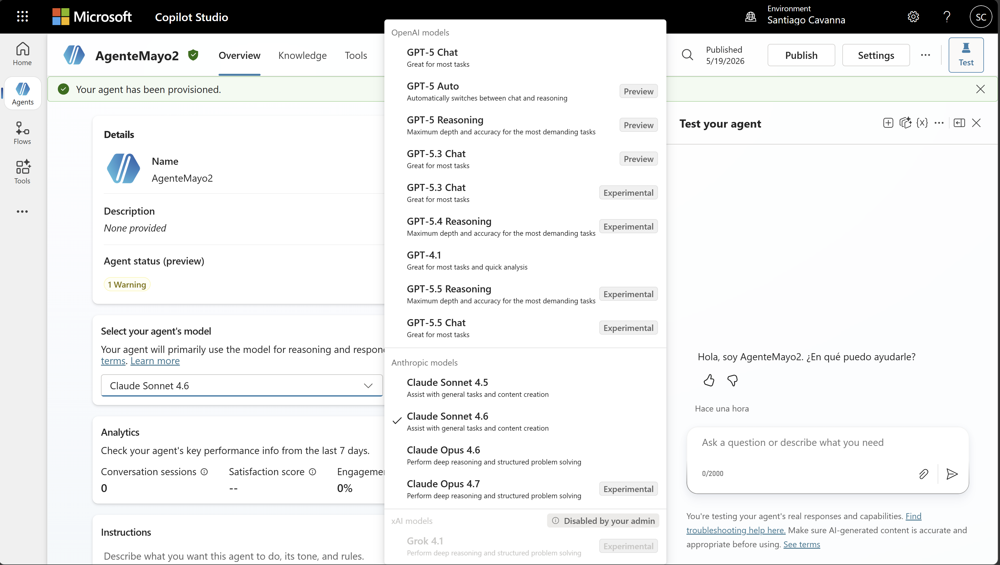 Microsoft
Copilot Studio
Environment
Santiago Cavanna
SC
Home
Agents
Flows
Tools
AgenteMayo2
Overview
Knowledge
Tools
Published
5/19/2026
Publish
Settings
Test
Your agent has been provisioned.
Details
Name
AgenteMayo2
Description
None provided
Agent status (preview)
1 Warning
Select your agent's model
Your agent will primarily use the model for reasoning and
terms. Learn more
Claude Sonnet 4.6
Analytics
Check your agent's key performance info from the last 7 days.
Conversation sessions
Satisfaction score
0
--
0%
Instructions
Describe what you want this agent to do, its tone, and rules.
OpenAI models
GPT-5 Chat
Great for most tasks
GPT-5 Auto
Automatically switches between chat and reasoning
Preview
GPT-5 Reasoning
Maximum depth and accuracy for the most demanding tasks
Preview
GPT-5.3 Chat
Great for most tasks
Preview
GPT-5.3 Chat
Great for most tasks
Experimental
GPT-5.4 Reasoning
Maximum depth and accuracy for the most demanding tasks
Experimental
GPT-4.1
Great for most tasks and quick analysis
GPT-5.5 Reasoning
Maximum depth and accuracy for the most demanding tasks
Experimental
GPT-5.5 Chat
Great for most tasks
Experimental
Anthropic models
Claude Sonnet 4.5
Assist with general tasks and content creation
Claude Sonnet 4.6
Assist with general tasks and content creation
Claude Opus 4.6
Perform deep reasoning and structured problem solving
Claude Opus 4.7
Perform deep reasoning and structured problem solving
Experimental
xAI models
Disabled by your admin
Grok 4.1
Perform deep reasoning and structured problem solving
Experimental
Test your agent
{x}
Hola, soy AgenteMayo2. ¿En qué puedo ayudarle?
Hace una hora
Ask a question or describe what you need
0/2000
You're testing your agent's real responses and capabilities. Find
troubleshooting help here. Make sure AI-generated content is accurate and
appropriate before using. See terms